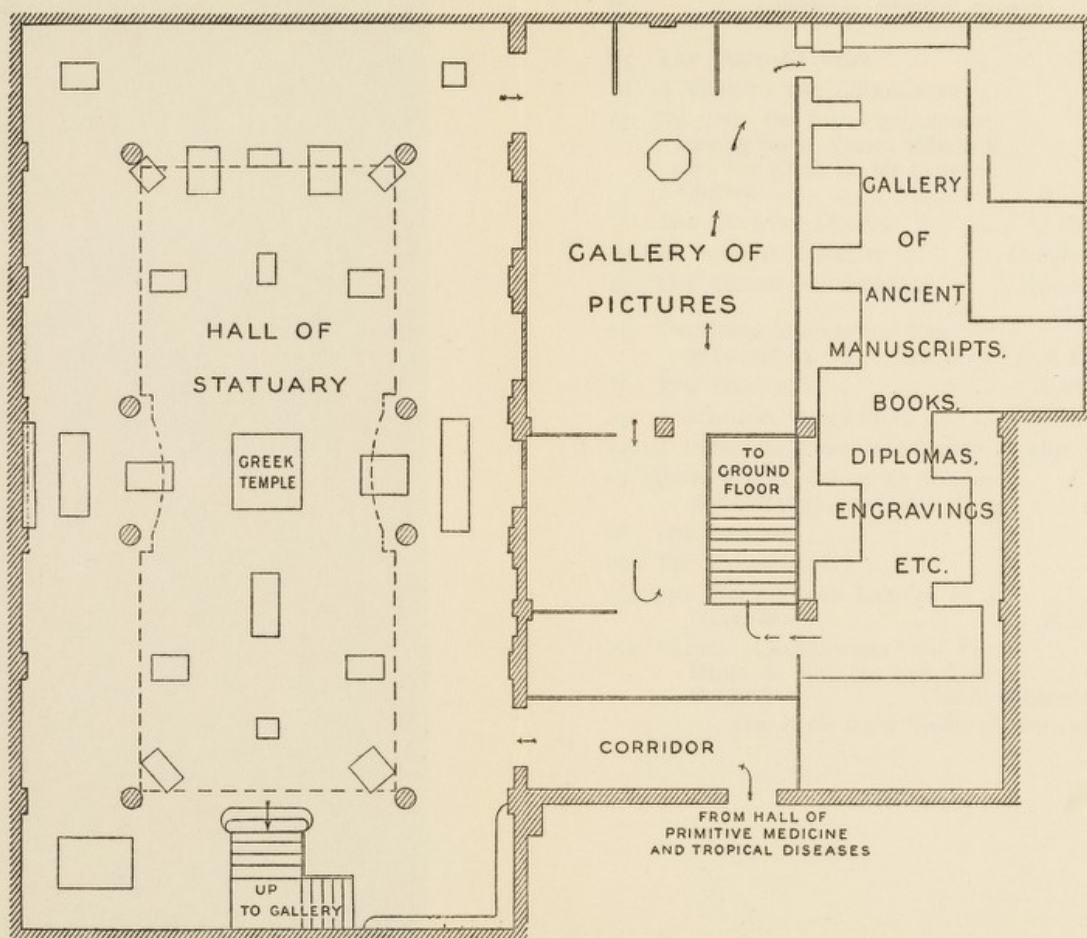 HALL OF
STATUARY
GREEK
TEMPLE
UP
TO GALLERY
GALLERY OF
PICTURES
TO
GROUND
FLOOR
CORRIDOR
FROM HALL OF
PRIMITIVE MEDICINE
AND TROPICAL DISEASES
GALLERY
OF
ANCIENT
MANUSCRIPTS,
BOOKS,
DIPLOMAS,
ENGRAVINGS
ETC.